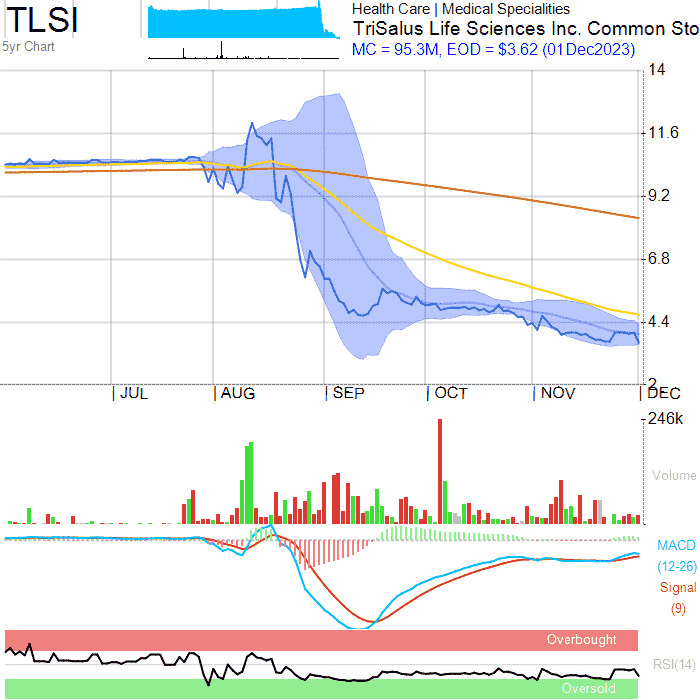 TLSI
5yr Chart
Health Care | Medical Specialities
TriSalus Life Sciences Inc. Common Sto
MC = 95.3M, EOD = $3.62 (01Dec2023)
14
11.6
9.2
6.8
4.4
2
JUL
AUG
SEP
OCT
NOV
DEC
246k
Volume
MACD
(12-26)
Signal
(9)
Overbought
RSI(14)
Oversold